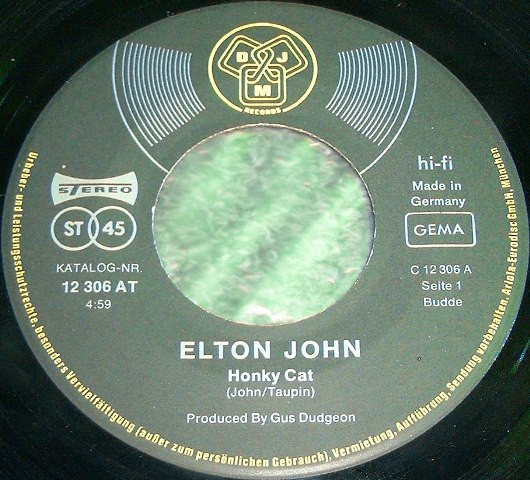 D J
M
RECORDS
STEREO
ST 45
KATALOG-NR.
12 306 AT
4:59
hi-fi
Made in
Germany
GEMA
C 12 306 A
Seite 1
Budde
ELTON JOHN
Honky Cat
(John/Taupin)
Produced By Gus Dudgeon
Urheber- und Leistungsschutzrechte, besonders Vervielfältigung (außer zum persönlichen Gebrauch), Vermietung, Aufführung, Sendung vorbehalten. Ariola-Eurodisc GmbH, München